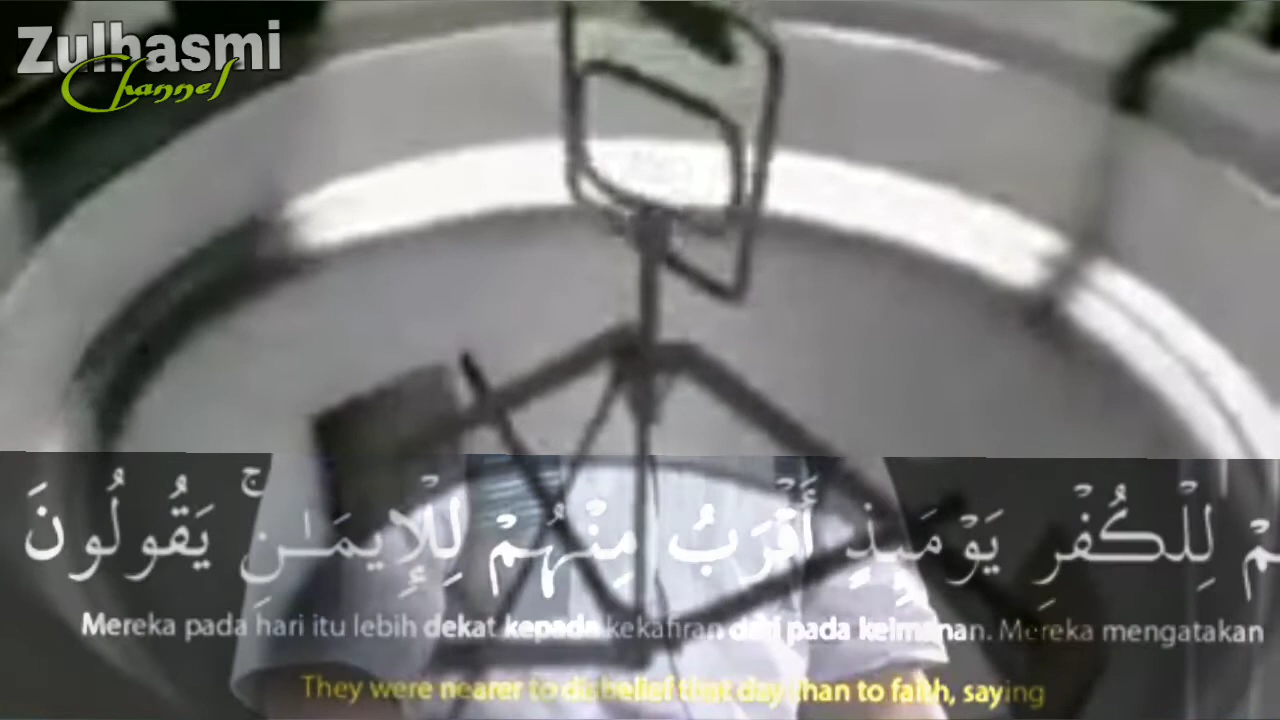 Zulhasmi
Channel
مْ لِلْكُفْرِ يَوْمَئِذٍ أَقْرَبُ مِنْهُمْ لِلْإِيمَـٰنِ ۚ يَقُولُونَ
Mereka pada hari itu lebih dekat kepada kekafiran dari pada keimanan. Mereka mengatakan
They were nearer to disbelief that day than to faith, saying